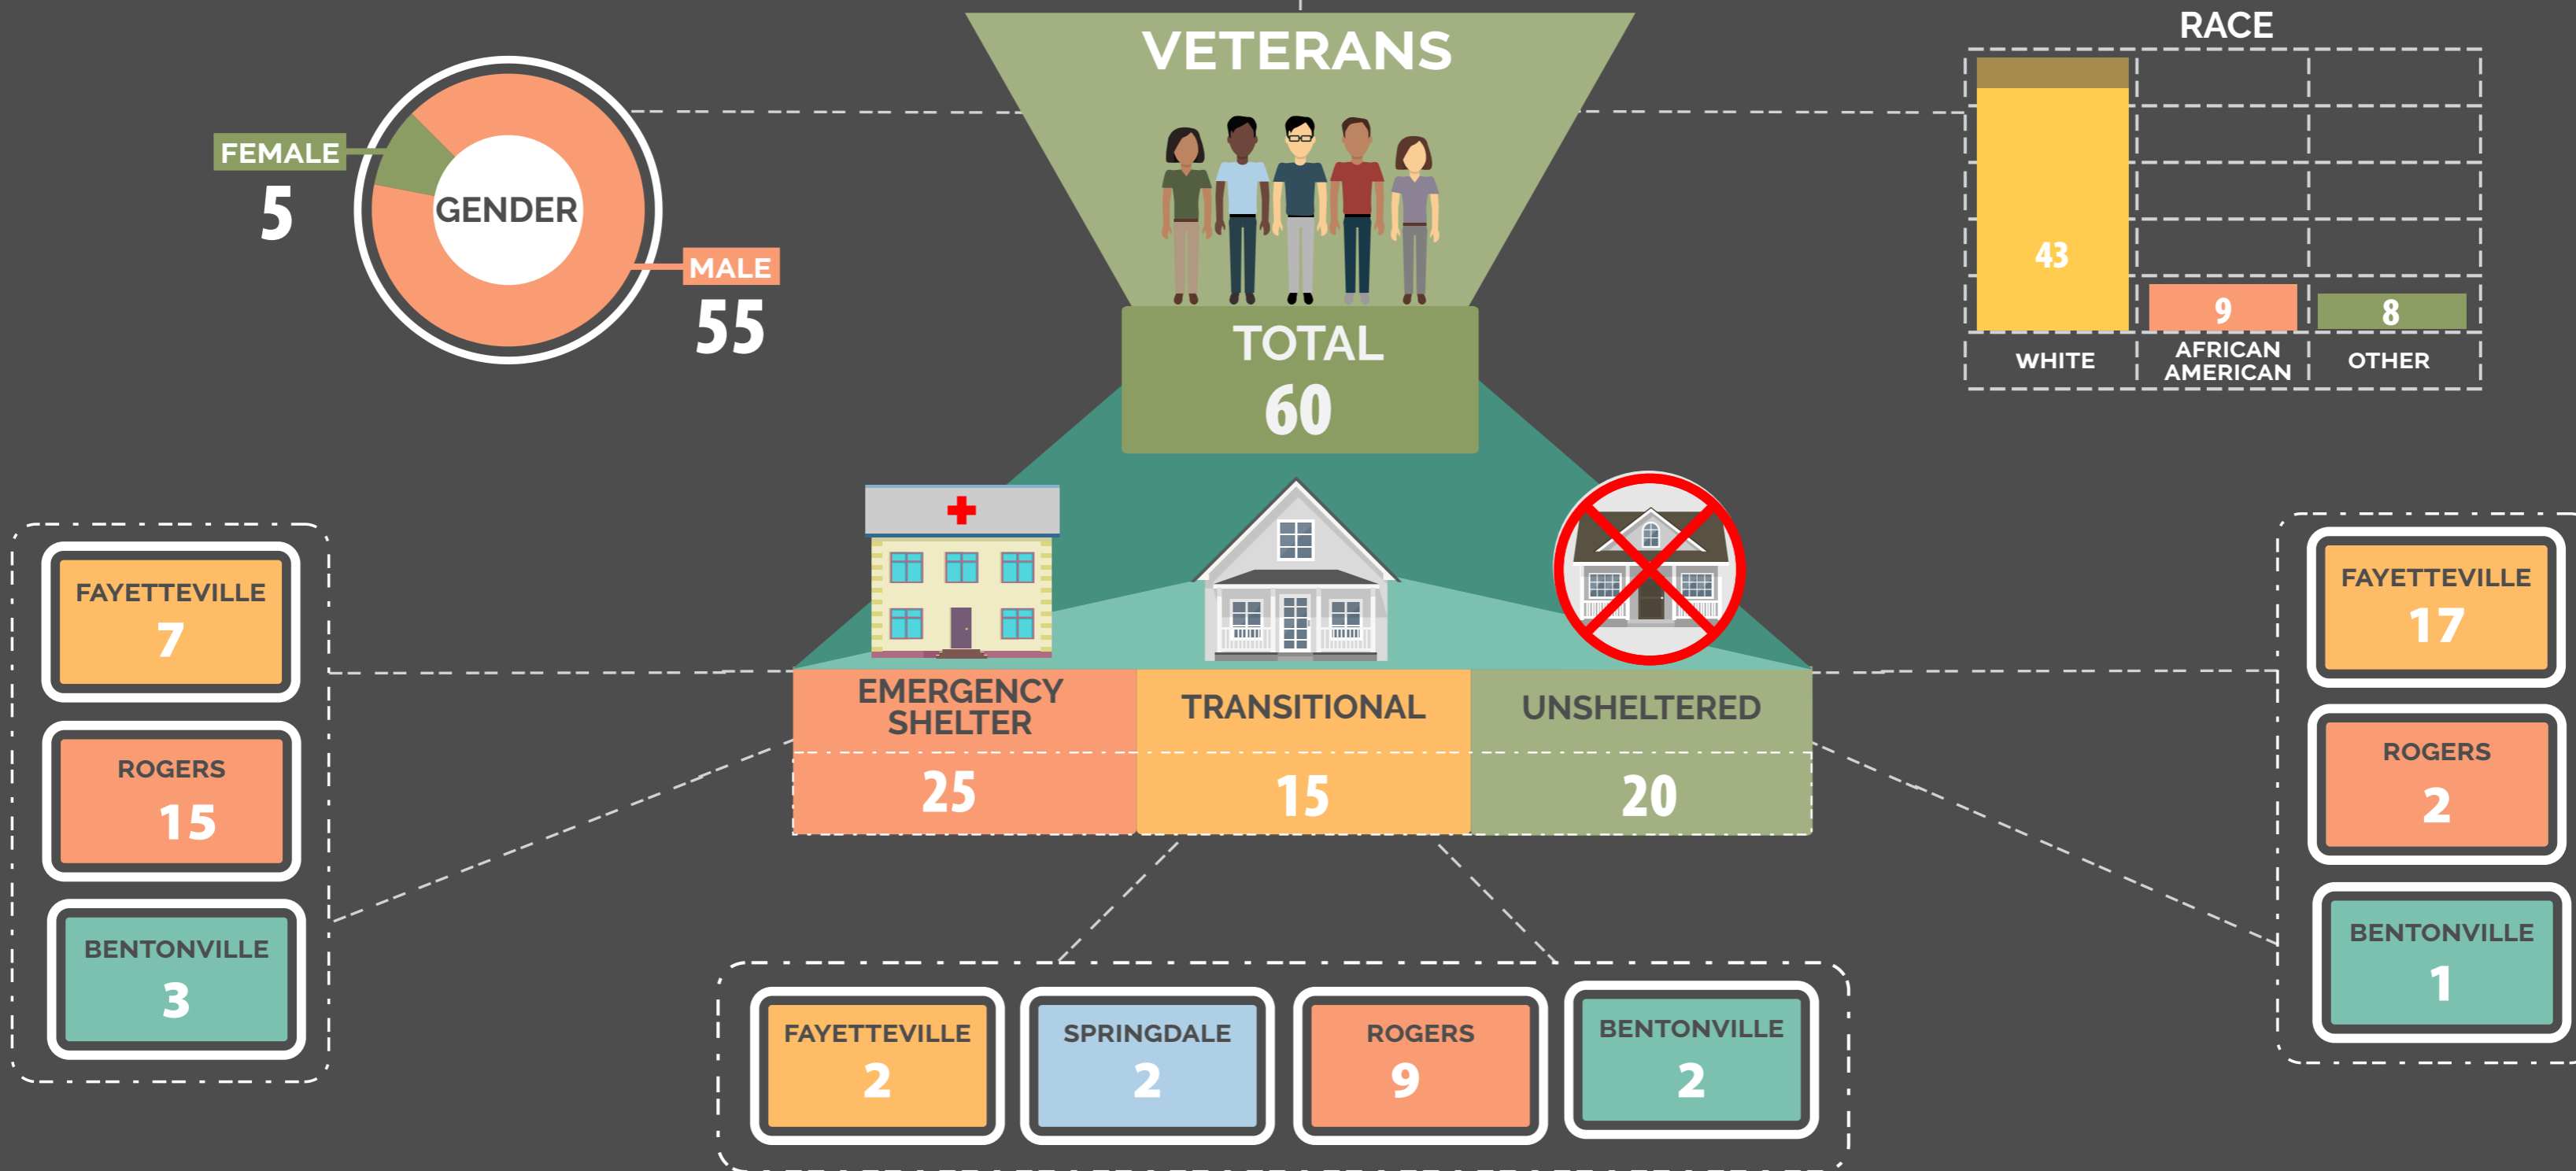 VETERANS
TOTAL
60
FEMALE
5
GENDER
MALE
55
RACE
43
9
8
WHITE
AFRICAN
AMERICAN
OTHER
EMERGENCY
SHELTER
25
TRANSITIONAL
15
UNSHELTERED
20
FAYETTEVILLE
7
ROGERS
15
BENTONVILLE
3
FAYETTEVILLE
2
SPRINGDALE
2
ROGERS
9
BENTONVILLE
2
FAYETTEVILLE
17
ROGERS
2
BENTONVILLE
1